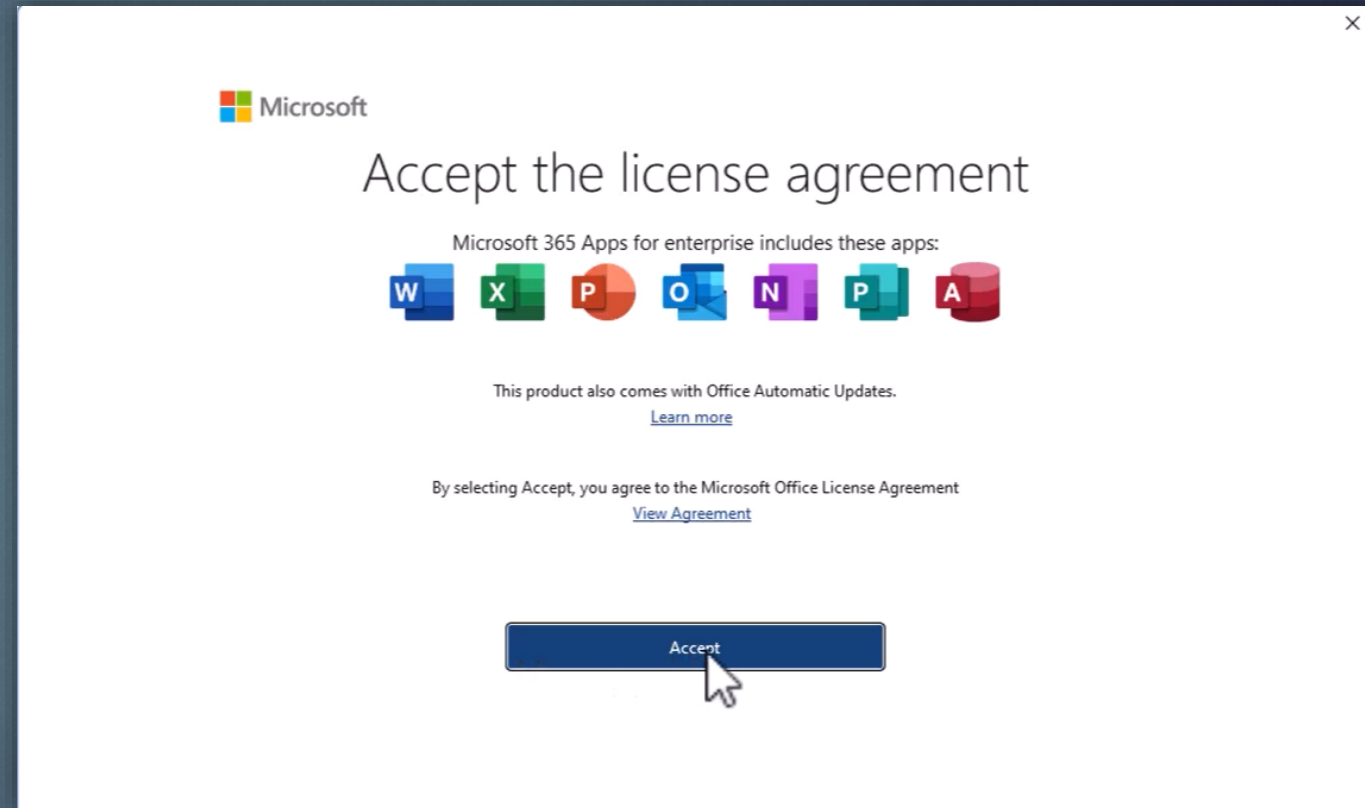 Microsoft
Accept the license agreement
Microsoft 365 Apps for enterprise includes these apps:
W X P O N P A
This product also comes with Office Automatic Updates.
Learn more
By selecting Accept, you agree to the Microsoft Office License Agreement
View Agreement
Accept